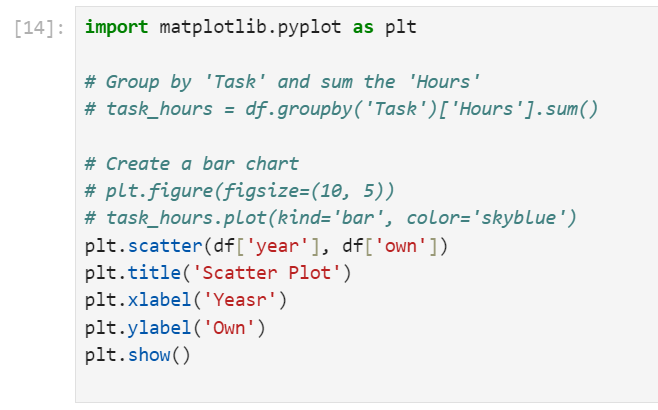 [14]: import matplotlib.pyplot as plt
# Group by 'Task' and sum the 'Hours'
# task_hours = df.groupby('Task')['Hours'].sum()
# Create a bar chart
# plt.figure(figsize=(10, 5))
# task_hours.plot(kind='bar', color='skyblue')
plt.scatter(df['year'], df['own'])
plt.title('Scatter Plot')
plt.xlabel('Yeasr')
plt.ylabel('Own')
plt.show()